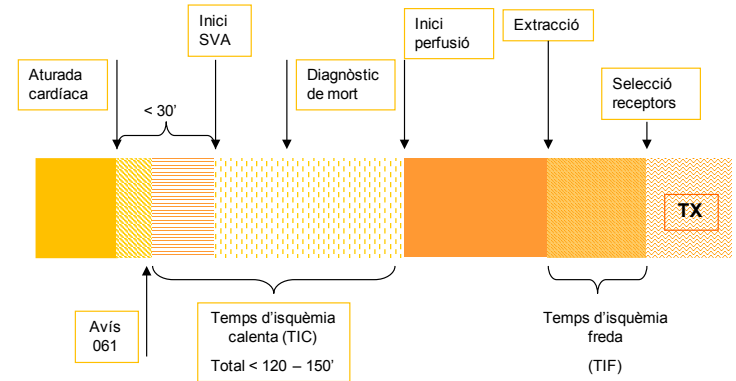 Inici
SVA
Inici
perfusió
Extracció
Aturada
cardíaca
Diagnòstic
de mort
Selecció
receptors
< 30’
TX
Avís
061
Temps d’isquèmia
calenta (TIC)
Total < 120 – 150’
Temps d’isquèmia
freda
(TIF)